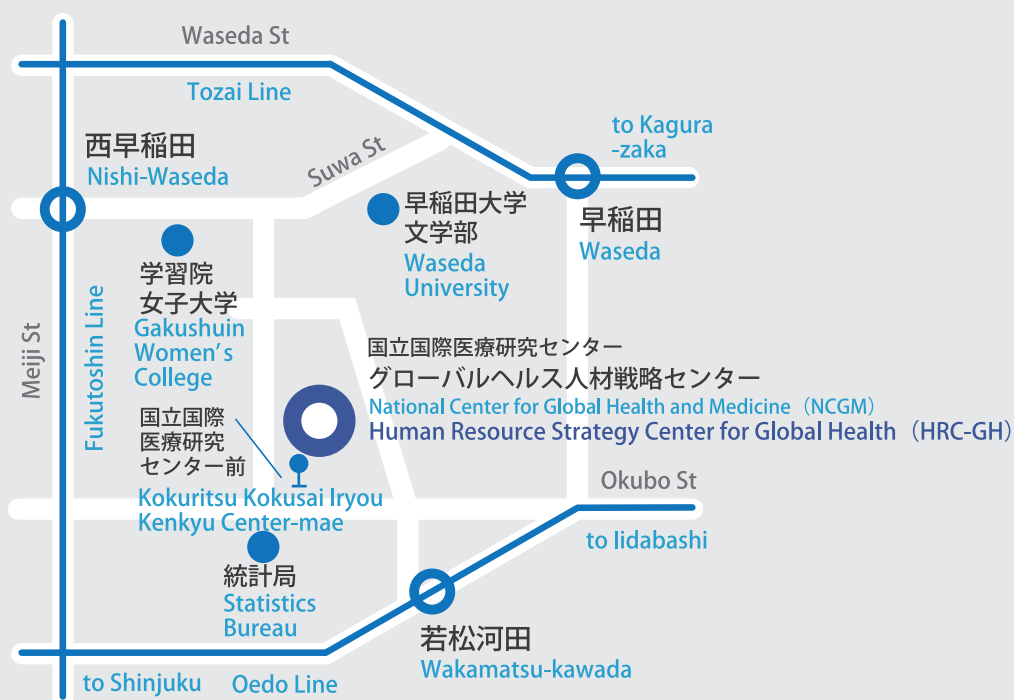 Waseda St
Tozai Line
to Kagura
-zaka
西早稲田
Nishi-Waseda
Suwa St
早稲田大学
文学部
Waseda
University
早稲田
Waseda
学習院
女子大学
Gakushuin
Women's
College
Meiji St
Fukutoshin Line
国立国際医療研究センター
グローバルヘルス人材戦略センター
National Center for Global Health and Medicine（NCGM）
Human Resource Strategy Center for Global Health（HRC-GH）
国立国際
医療研究
センター前
Kokuritsu Kokusai Iryou
Kenkyu Center-mae
Okubo St
to Iidabashi
統計局
Statistics
Bureau
若松河田
Wakamatsu-kawada
to Shinjuku
Oedo Line